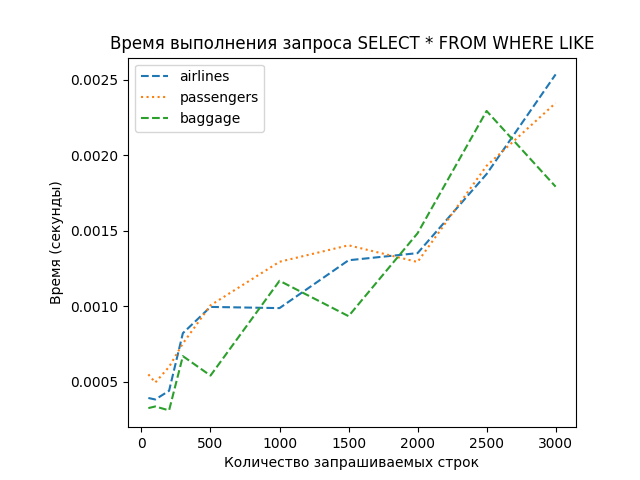 Время выполнения запроса SELECT * FROM WHERE LIKE
airlines
passengers
baggage
0.0025
0.0020
0.0015
0.0010
0.0005
Время (секунды)
0 500 1000 1500 2000 2500 3000
Количество запрашиваемых строк